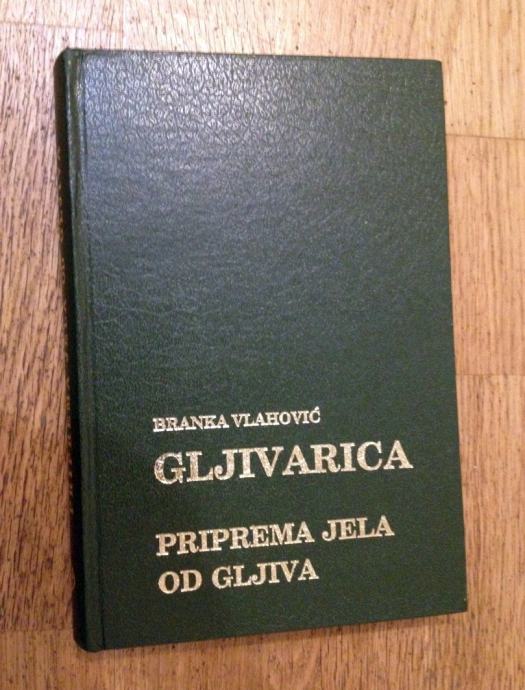 BRANKA VLAHOVIĆ
GLJIVARICA
PRIPREMA JELA
OD GLJIVA